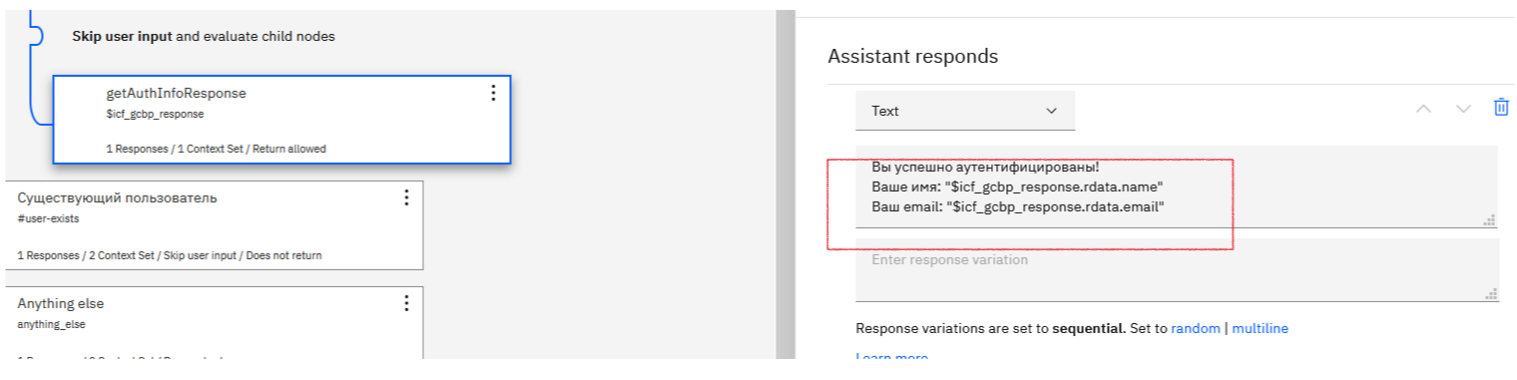 Skip user input and evaluate child nodes
getAuthInfoResponse
$icf_gcbp_response
1 Responses / 1 Context Set / Return allowed
Существующий пользователь
#user-exists
1 Responses / 2 Context Set / Skip user input / Does not return
Anything else
anything_else
Assistant responds
Text
Вы успешно аутентифицированы!
Ваше имя: "$icf_gcbp_response.rdata.name"
Ваш email: "$icf_gcbp_response.rdata.email"
Enter response variation
Response variations are set to sequential. Set to random | multiline
Learn more